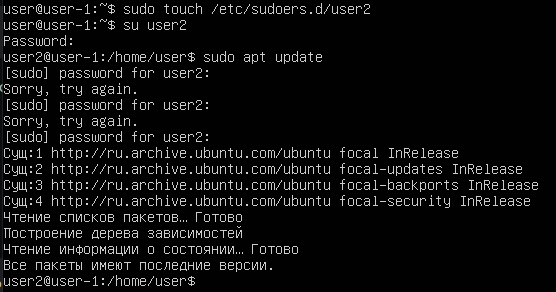 user@user-1:~$ sudo touch /etc/sudoers.d/user2
user@user-1:~$ su user2
Password:
user2@user-1:/home/user$ sudo apt update
[sudo] password for user2:
Sorry, try again.
[sudo] password for user2:
Sorry, try again.
[sudo] password for user2:
Сущ:1 http://ru.archive.ubuntu.com/ubuntu focal InRelease
Сущ:2 http://ru.archive.ubuntu.com/ubuntu focal-updates InRelease
Сущ:3 http://ru.archive.ubuntu.com/ubuntu focal-backports InRelease
Сущ:4 http://ru.archive.ubuntu.com/ubuntu focal-security InRelease
Чтение списков пакетов… Готово
Построение дерева зависимостей
Чтение информации о состоянии… Готово
Все пакеты имеют последние версии.
user2@user-1:/home/user$